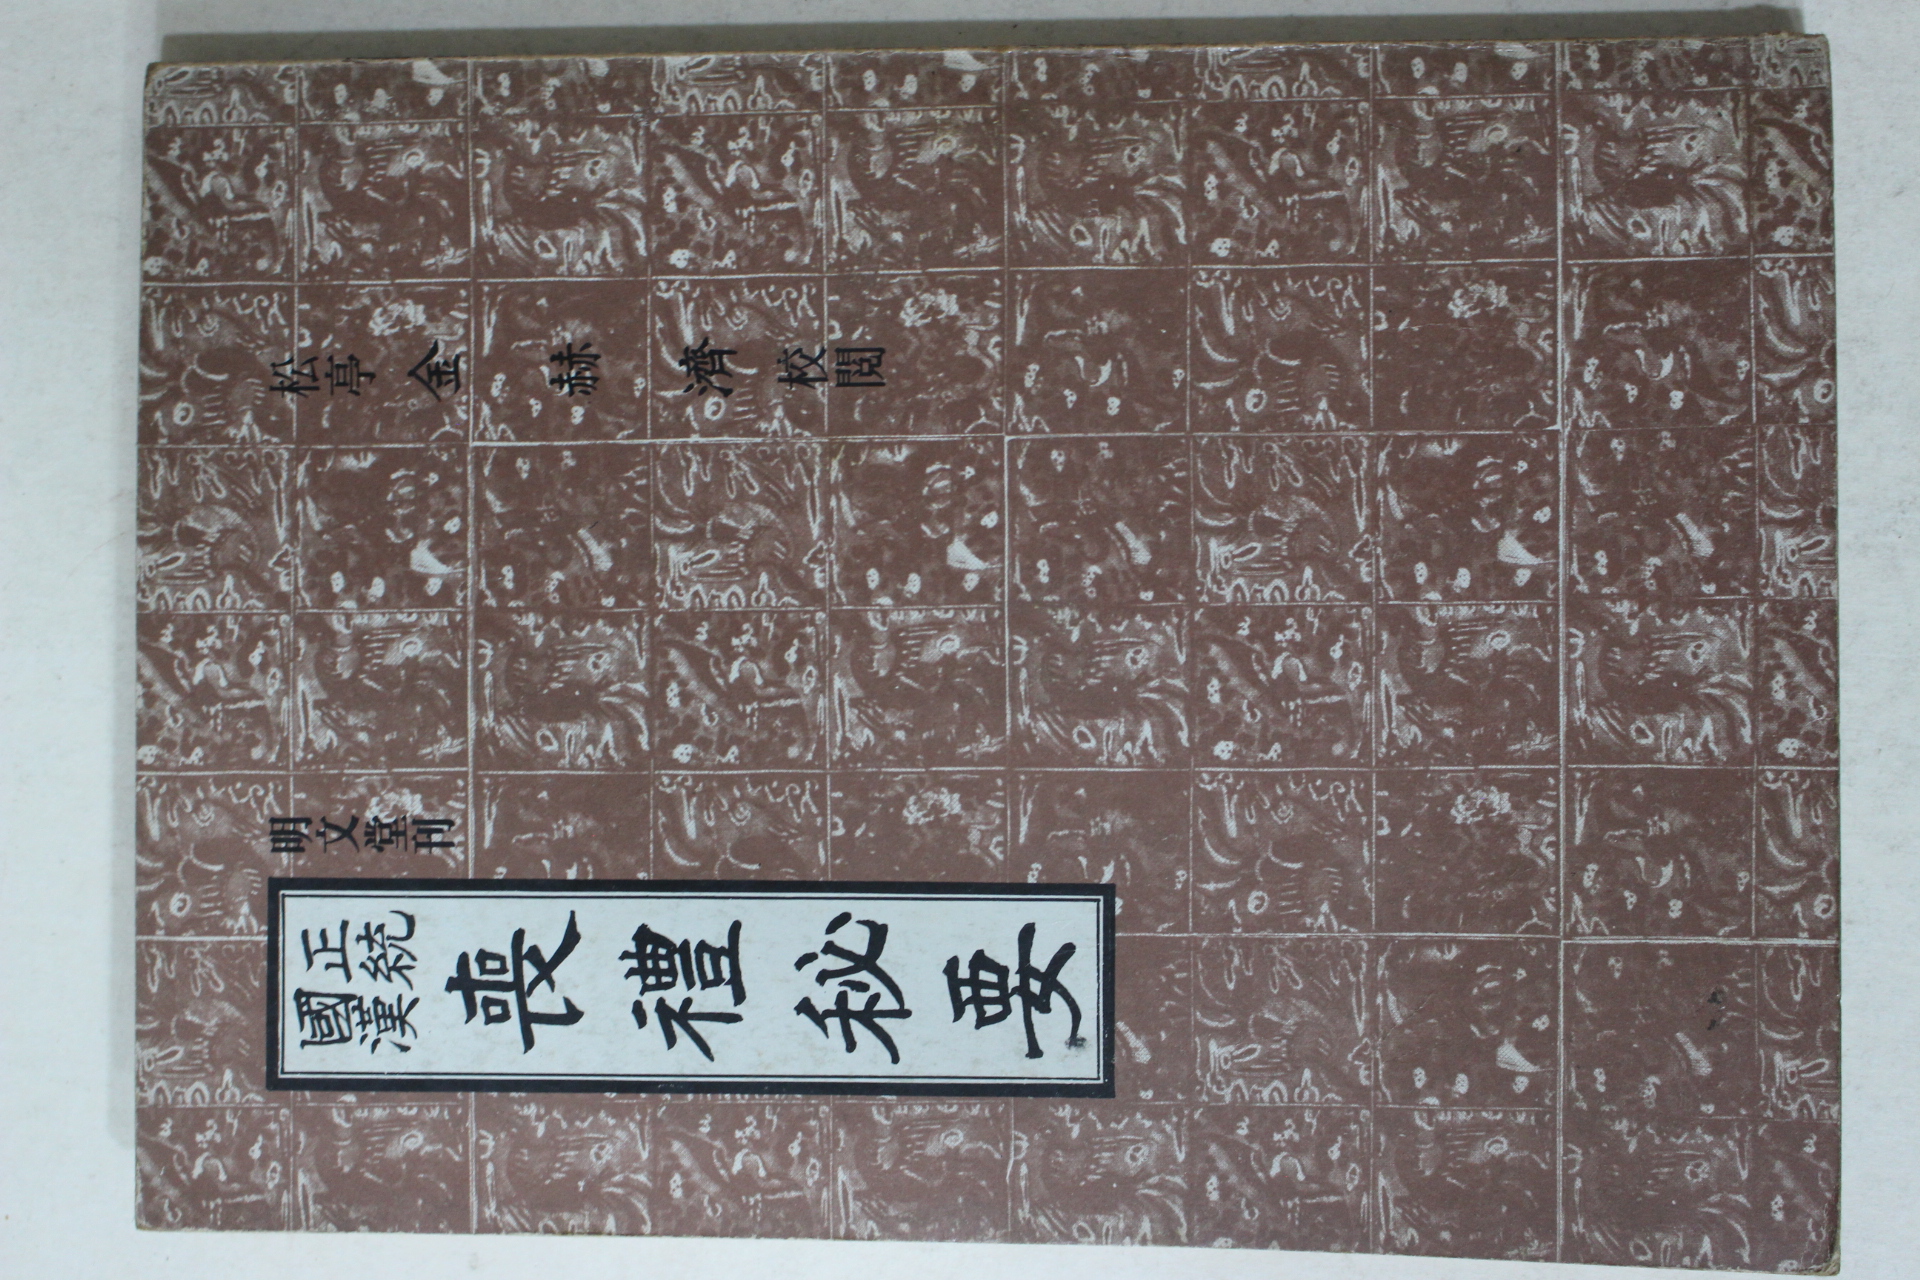 松亭 金赫濟 校閱
明文堂刊
正統
國漢
喪禮秘要